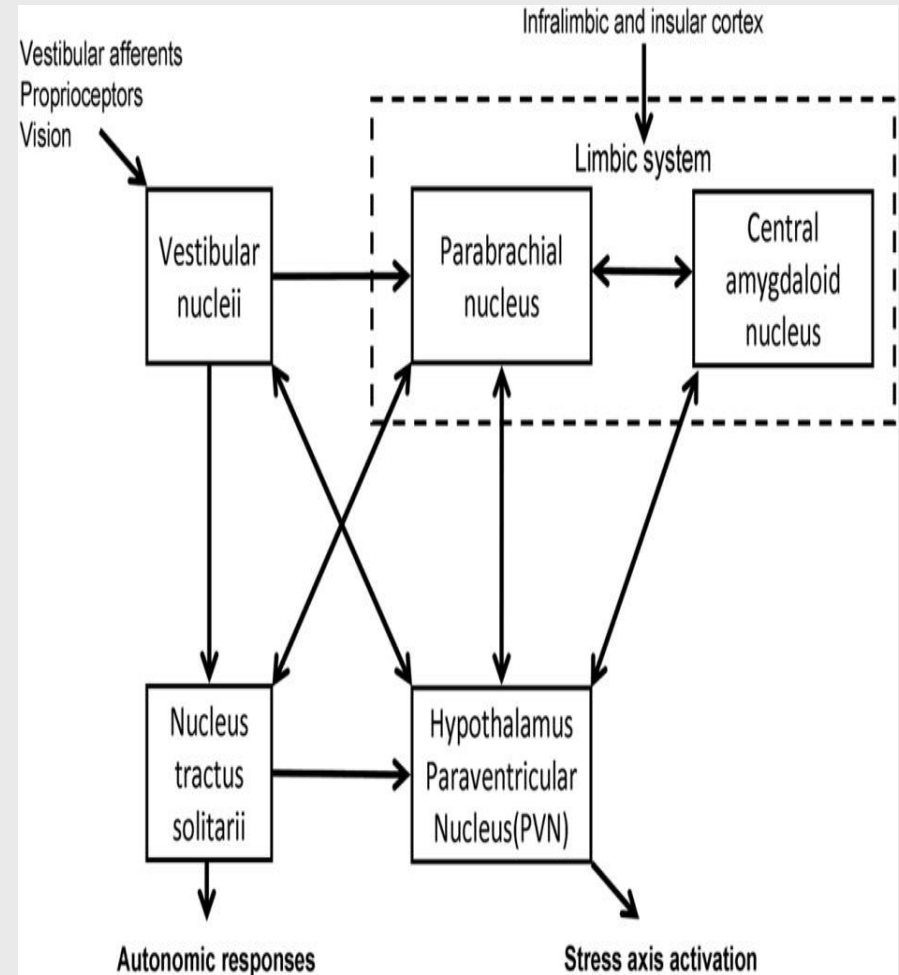 Infralimbic and insular cortex
Vestibular afferents
Proprioceptors
Vision
Limbic system
Vestibular
nucleii
Parabrachial
nucleus
Central
amygdaloid
nucleus
Nucleus
tractus
solitarii
Hypothalamus
Paraventricular
Nucleus(PVN)
Autonomic responses
Stress axis activation